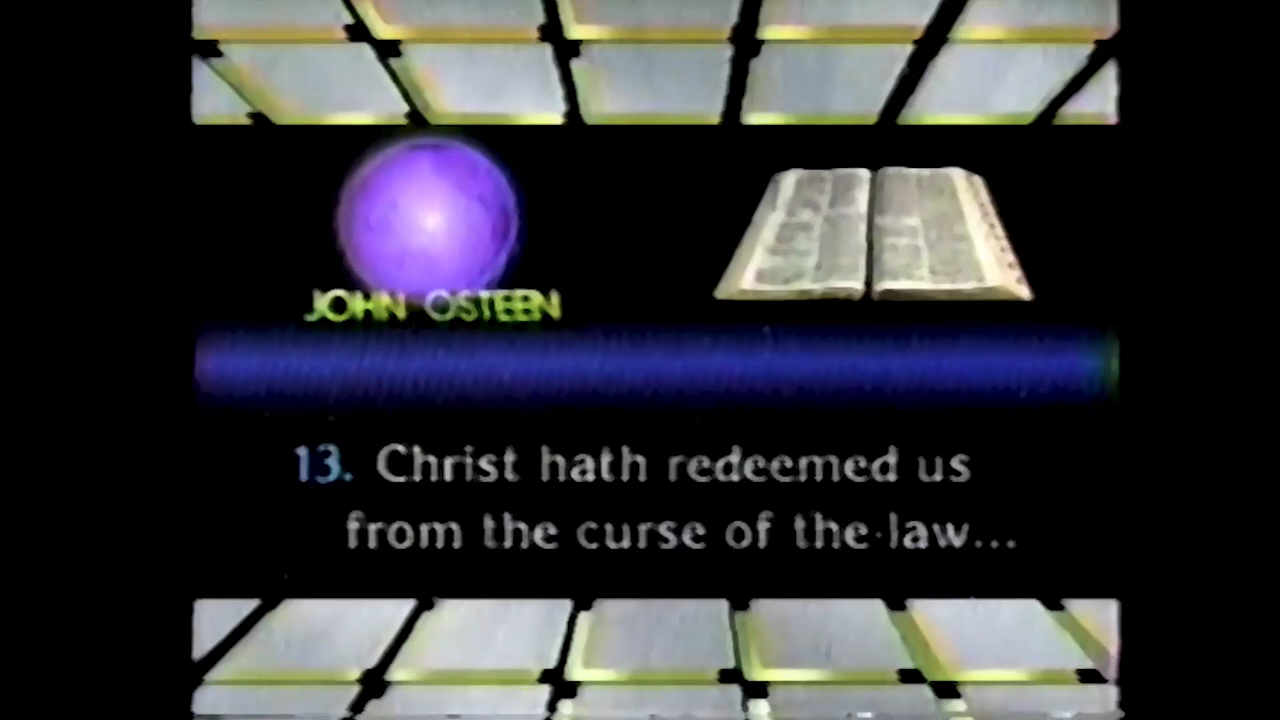 JOHN OSTEEN
13. Christ hath redeemed us
from the curse of the law...